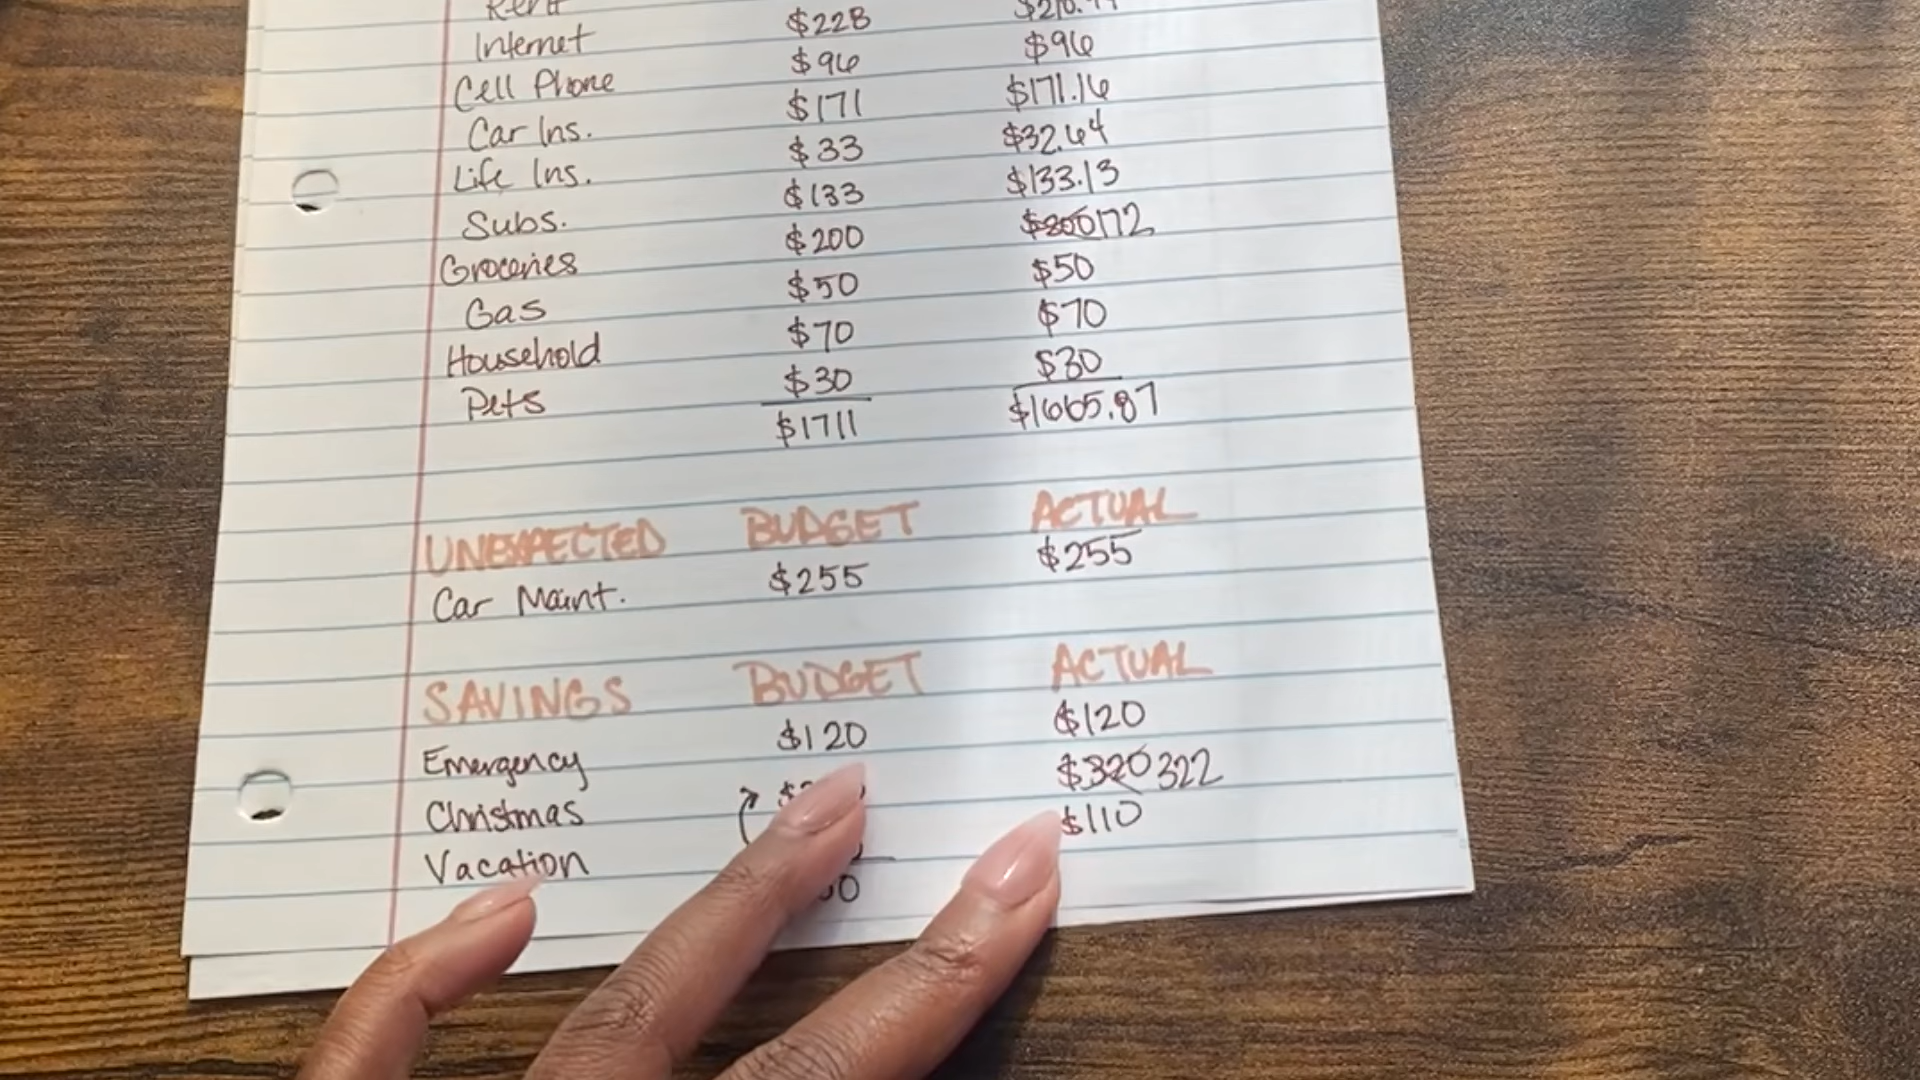 Rent
Internet $228
Cell Phone $96 $96
Car Ins. $171 $171.16
Life Ins. $33 $32.64
Subs. $133 $133.13
Groceries $200 $200 172
Gas $50 $50
Household $70 $70
Pets $30 $30
$1711 $1665.87
UNEXPECTED BUDGET ACTUAL
Car Maint. $255 $255
SAVINGS BUDGET ACTUAL
Emergency $120 $120
Christmas $320 322
Vacation $110